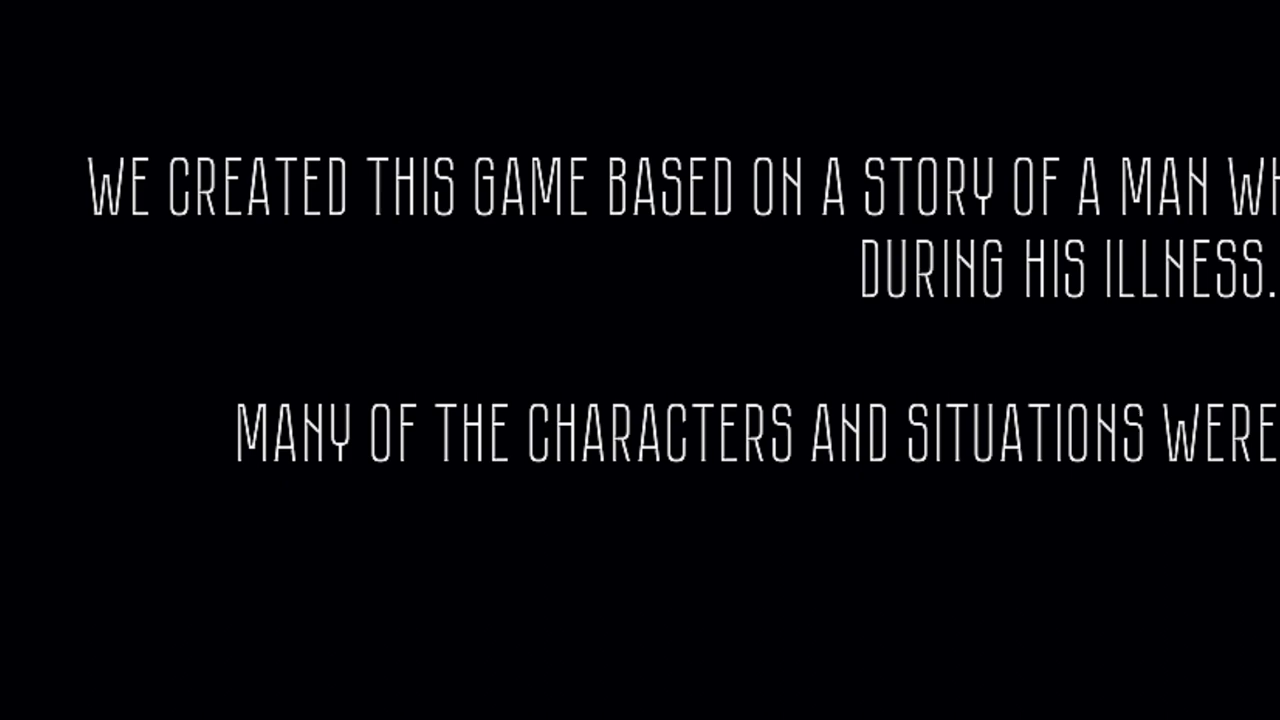 WE CREATED THIS GAME BASED ON A STORY OF A MAN
DURING HIS ILLNESS.
MANY OF THE CHARACTERS AND SITUATIONS WERE